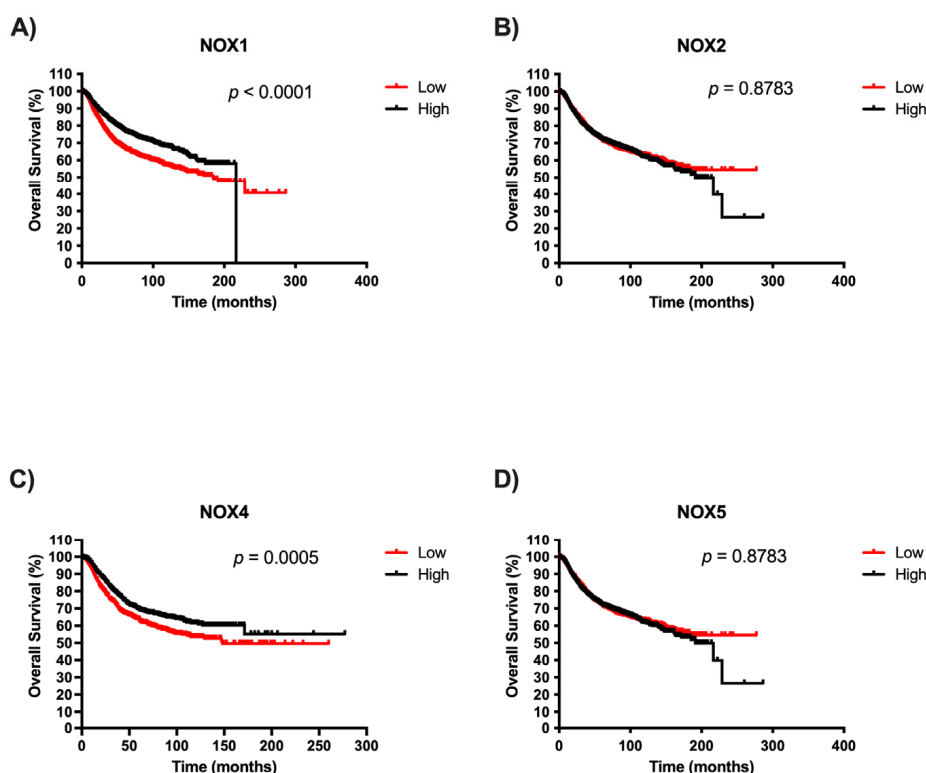 A)
NOX1
Overall Survival (%)
110
100
90
80
70
60
50
40
30
20
10
0
p < 0.0001
Low
High
0 100 200 300 400
Time (months)
B)
NOX2
Overall Survival (%)
110
100
90
80
70
60
50
40
30
20
10
0
p = 0.8783
Low
High
0 100 200 300 400
Time (months)
C)
NOX4
Overall Survival (%)
110
100
90
80
70
60
50
40
30
20
10
0
p = 0.0005
Low
High
0 50 100 150 200 250 300
Time (months)
D)
NOX5
Overall Survival (%)
110
100
90
80
70
60
50
40
30
20
10
0
p = 0.8783
Low
High
0 100 200 300 400
Time (months)